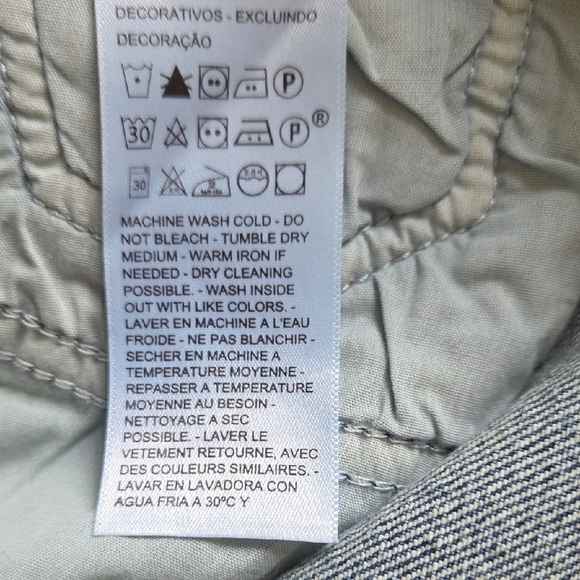 DECORATIVOS - EXCLUINDO
DECORAÇÃO
P
30 P ®
30 2
MACHINE WASH COLD - DO
NOT BLEACH - TUMBLE DRY
MEDIUM - WARM IRON IF
NEEDED - DRY CLEANING
POSSIBLE. - WASH INSIDE
OUT WITH LIKE COLORS. -
LAVER EN MACHINE A L'EAU
FROIDE - NE PAS BLANCHIR -
SECHER EN MACHINE A
TEMPERATURE MOYENNE -
REPASSER A TEMPERATURE
MOYENNE AU BESOIN -
NETTOYAGE A SEC
POSSIBLE. - LAVER LE
VETEMENT RETOURNE, AVEC
DES COULEURS SIMILAIRES. -
LAVAR EN LAVADORA CON
AGUA FRIA A 30ºC Y